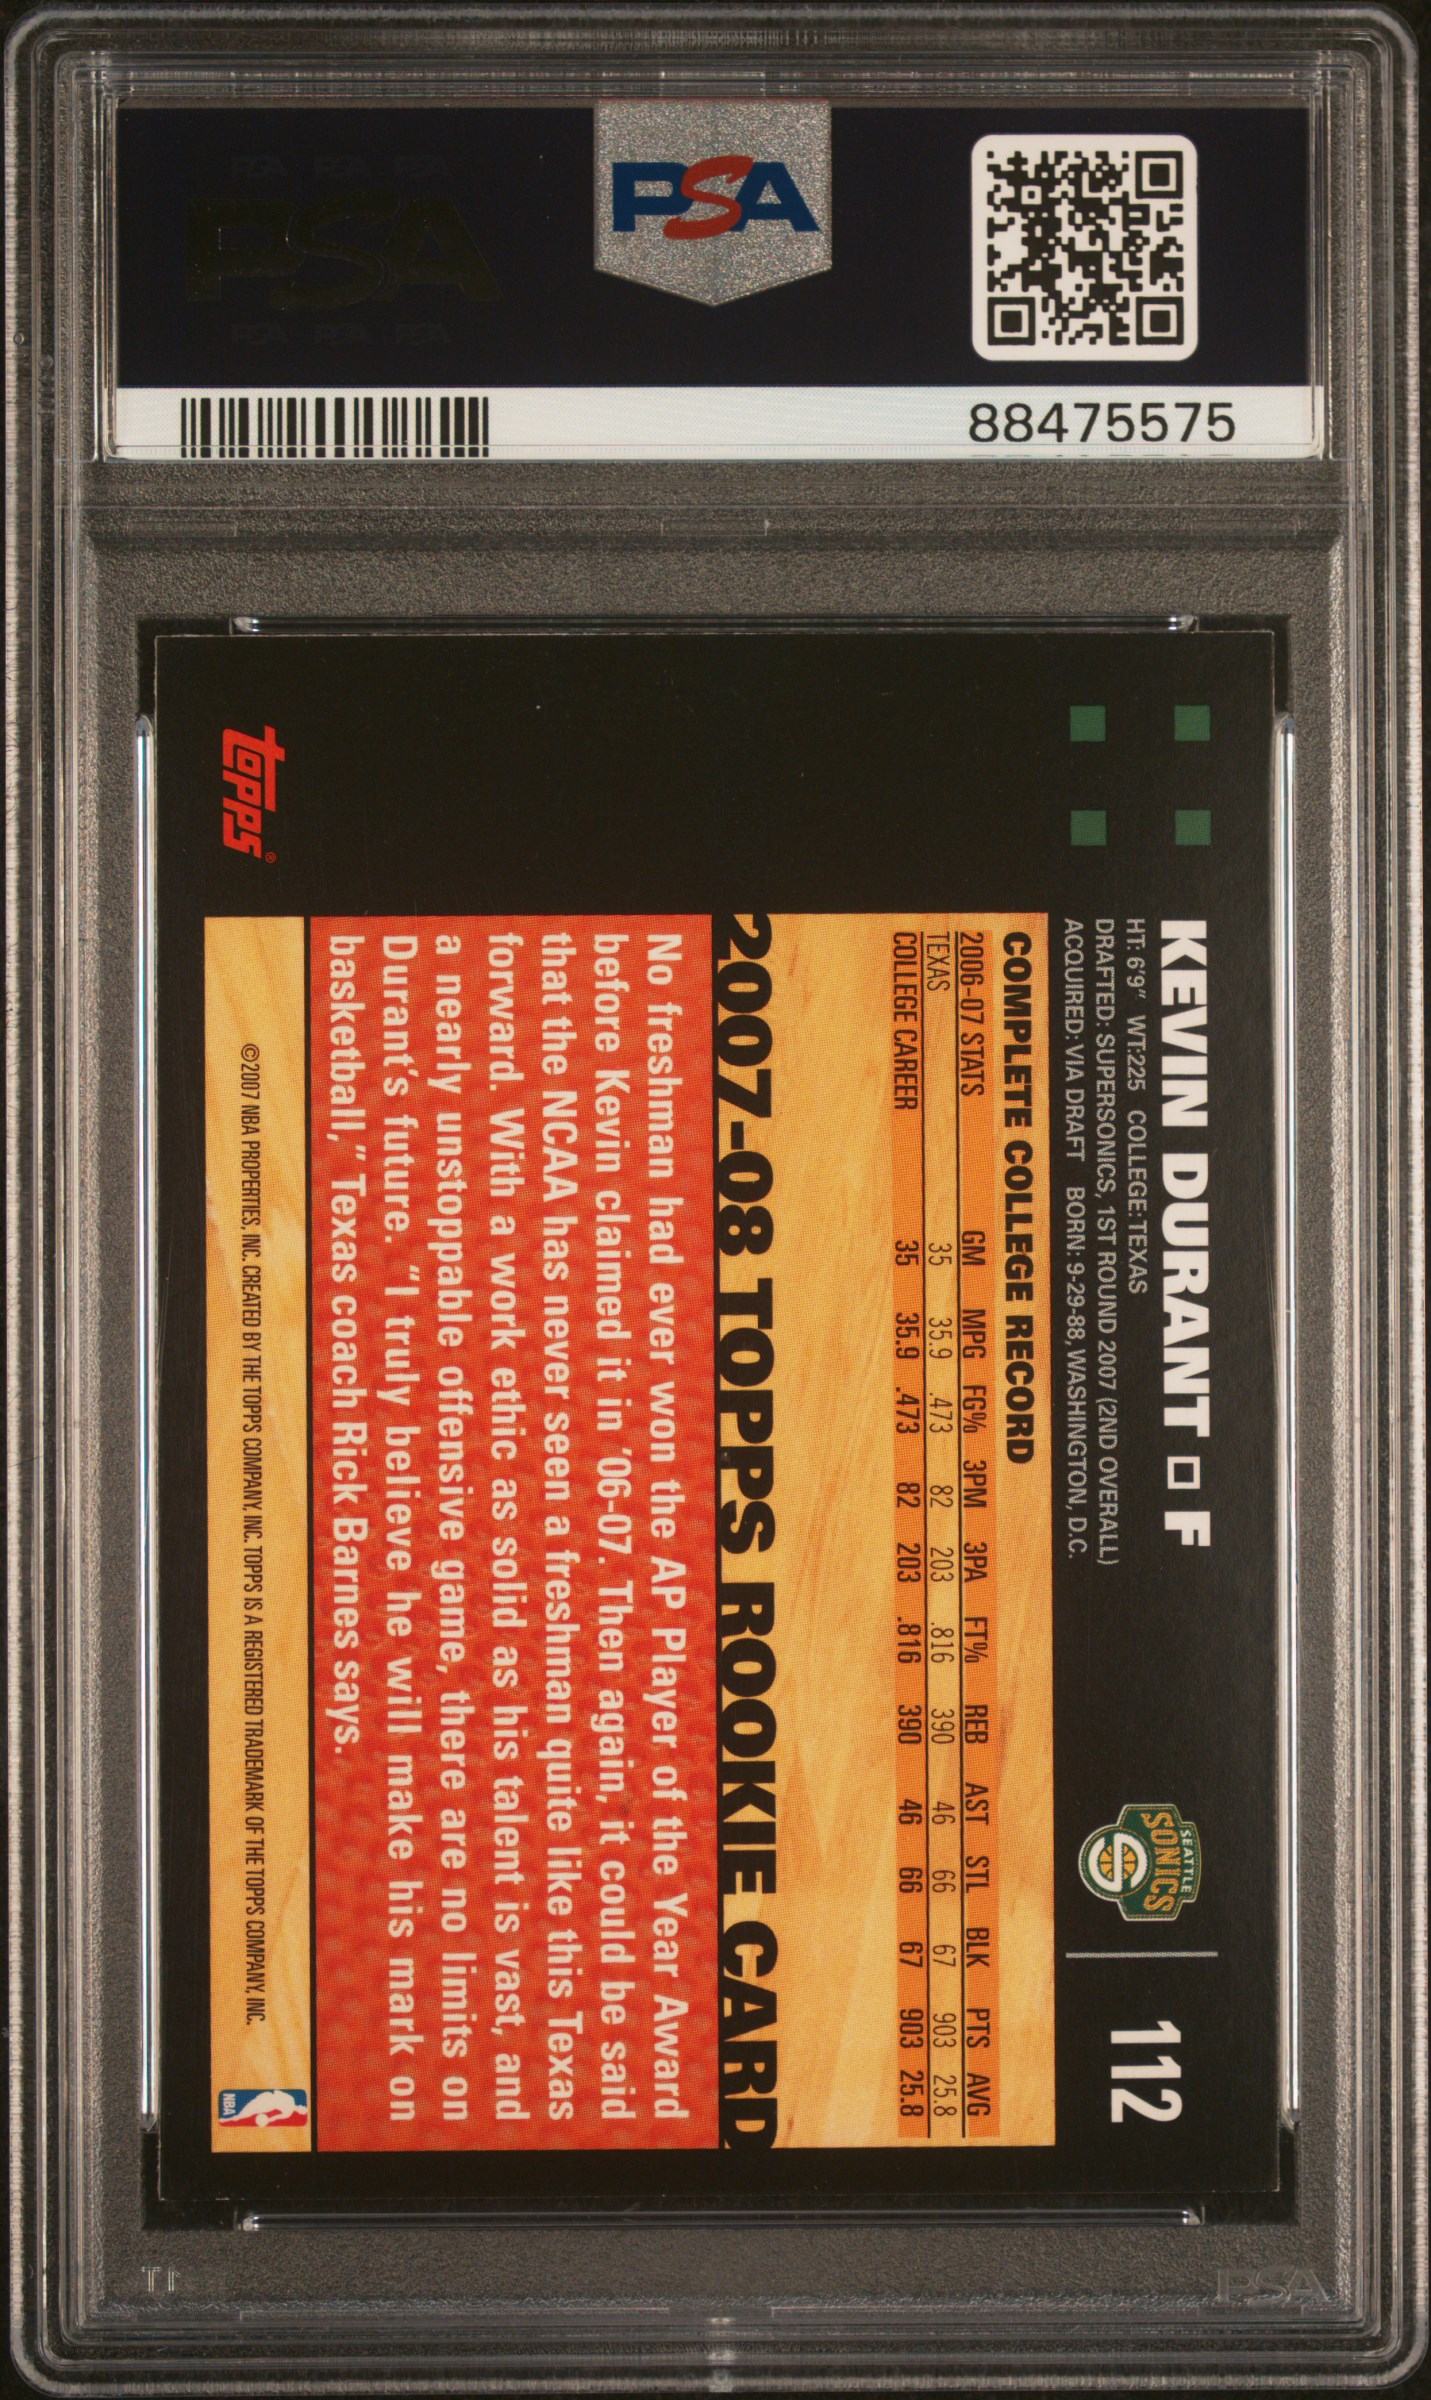 PSA
PSA PSA PSA
PSA
PSA PSA PSA
88475575
KEVIN DURANT F
HT: 6'9" WT:225 COLLEGE:TEXAS
DRAFTED: SUPERSONICS, 1ST ROUND 2007 (2ND OVERALL)
ACQUIRED: VIA DRAFT BORN: 9-29-88, WASHINGTON, D.C.
SEATTLE
SONICS
112
COMPLETE COLLEGE RECORD
2006-07 STATS GM MPG FG% 3PM 3PA FT% REB AST STL BLK PTS AVG
TEXAS 35 35.9 .473 82 203 .816 390 46 66 67 903 25.8
COLLEGE CAREER 35 35.9 .473 82 203 .816 390 46 66 67 903 25.8
2007-08 TOPPS ROOKIE CARD
No freshman had ever won the AP Player of the Year Award
before Kevin claimed it in '06-07. Then again, it could be said
that the NCAA has never seen a freshman quite like this Texas
forward. With a work ethic as solid as his talent is vast, and
a nearly unstoppable offensive game, there are no limits on
Durant's future. "I truly believe he will make his mark on
basketball," Texas coach Rick Barnes says.
©2007 NBA PROPERTIES, INC. CREATED BY THE TOPPS COMPANY, INC. TOPPS IS A REGISTERED TRADEMARK OF THE TOPPS COMPANY, INC.
NBA
TOPPS®
PSA